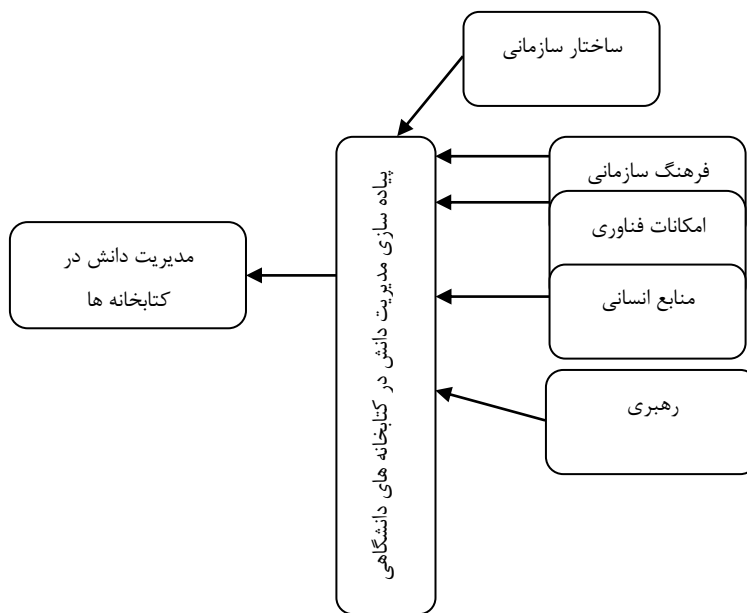 ساختار سازمانی
فرهنگ سازمانی
امکانات فناوری
منابع انسانی
رهبری
پیاده سازی مدیریت دانش در کتابخانه های دانشگاهی
مدیریت دانش در
کتابخانه ها